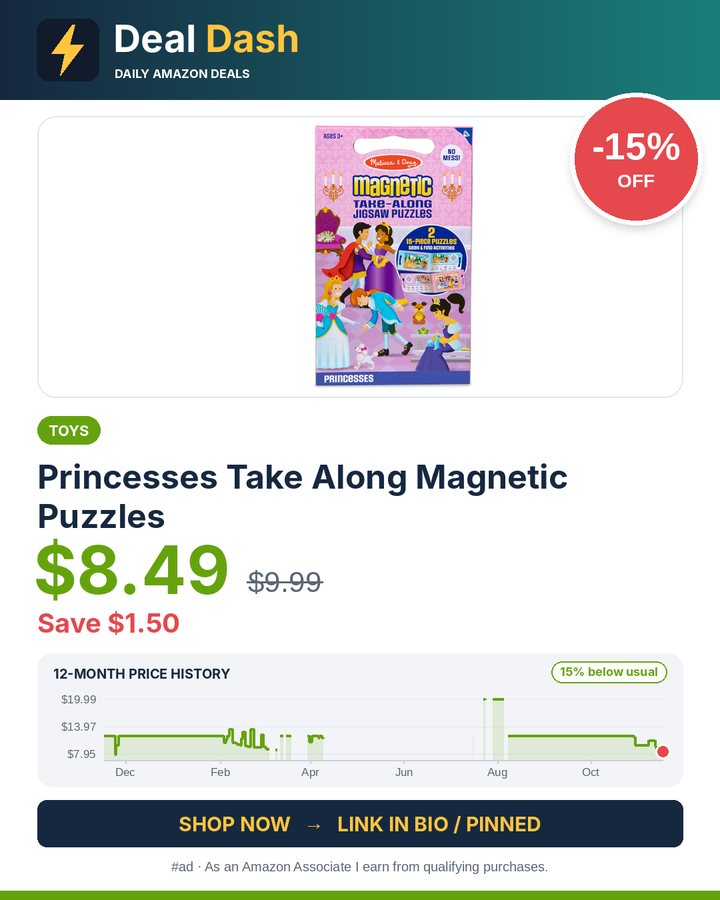 Deal Dash
DAILY AMAZON DEALS
-15%
OFF
AGES 3+
Melissa & Doug
NO
MESS!
MAGNETIC
TAKE-ALONG
JIGSAW PUZZLES
2
15-PIECE PUZZLES
SEEK & FIND ACTIVITIES
PRINCESSES
TOYS
Princesses Take Along Magnetic
Puzzles
$8.49 $9.99
Save $1.50
12-MONTH PRICE HISTORY
15% below usual
$19.99
$13.97
$7.95
Dec Feb Apr Jun Aug Oct
SHOP NOW → LINK IN BIO / PINNED
#ad · As an Amazon Associate I earn from qualifying purchases.